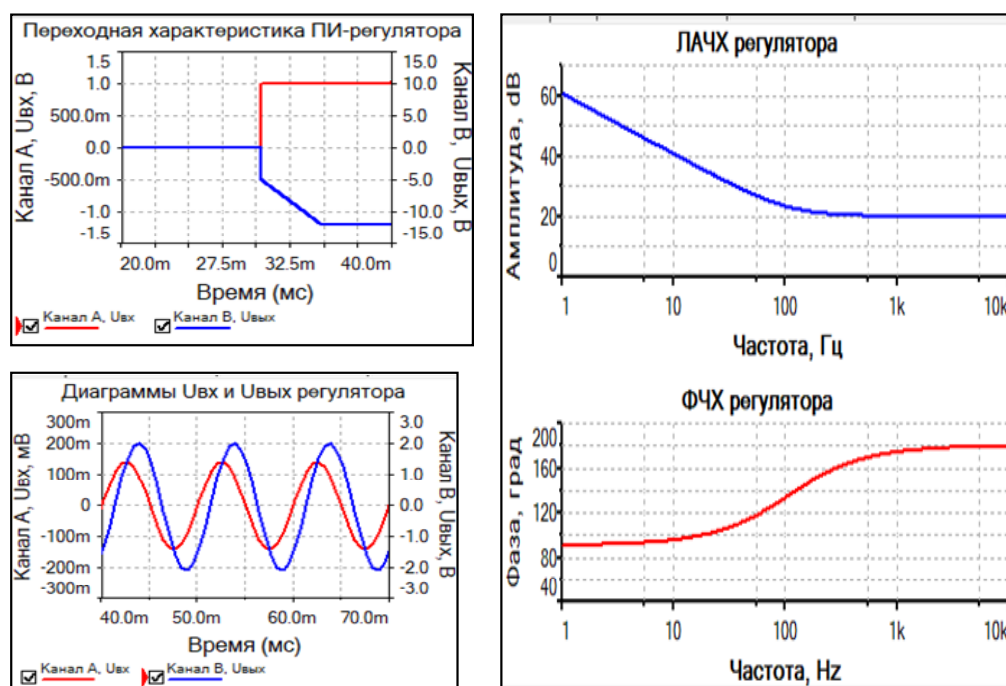 Переходная характеристика ПИ-регулятора
Канал А, Uвх, В
1.5
1.0
500.0m
0.0
-500.0m
-1.0
-1.5
15.0
10.0
5.0
0.0
-5.0
-10.0
-15.0
Канал В, Uвых, В
20.0m 27.5m 32.5m 40.0m
Время (мс)
Канал А, Uвх Канал В, Uвых
Диаграммы Uвх и Uвых регулятора
Канал А, Uвх, мВ
300m
200m
100m
0
-100m
-200m
-300m
3.0
2.0
1.0
0.0
-1.0
-2.0
-3.0
Канал В, Uвых, В
40.0m 50.0m 60.0m 70.0m
Время (мс)
Канал А, Uвх Канал В, Uвых
ЛАЧХ регулятора
Амплитуда, dB
60
40
20
0
1 10 100 1k 10k
Частота, Гц
ФЧХ регулятора
Фаза, град
200
160
120
80
40
1 10 100 1k 10k
Частота, Hz